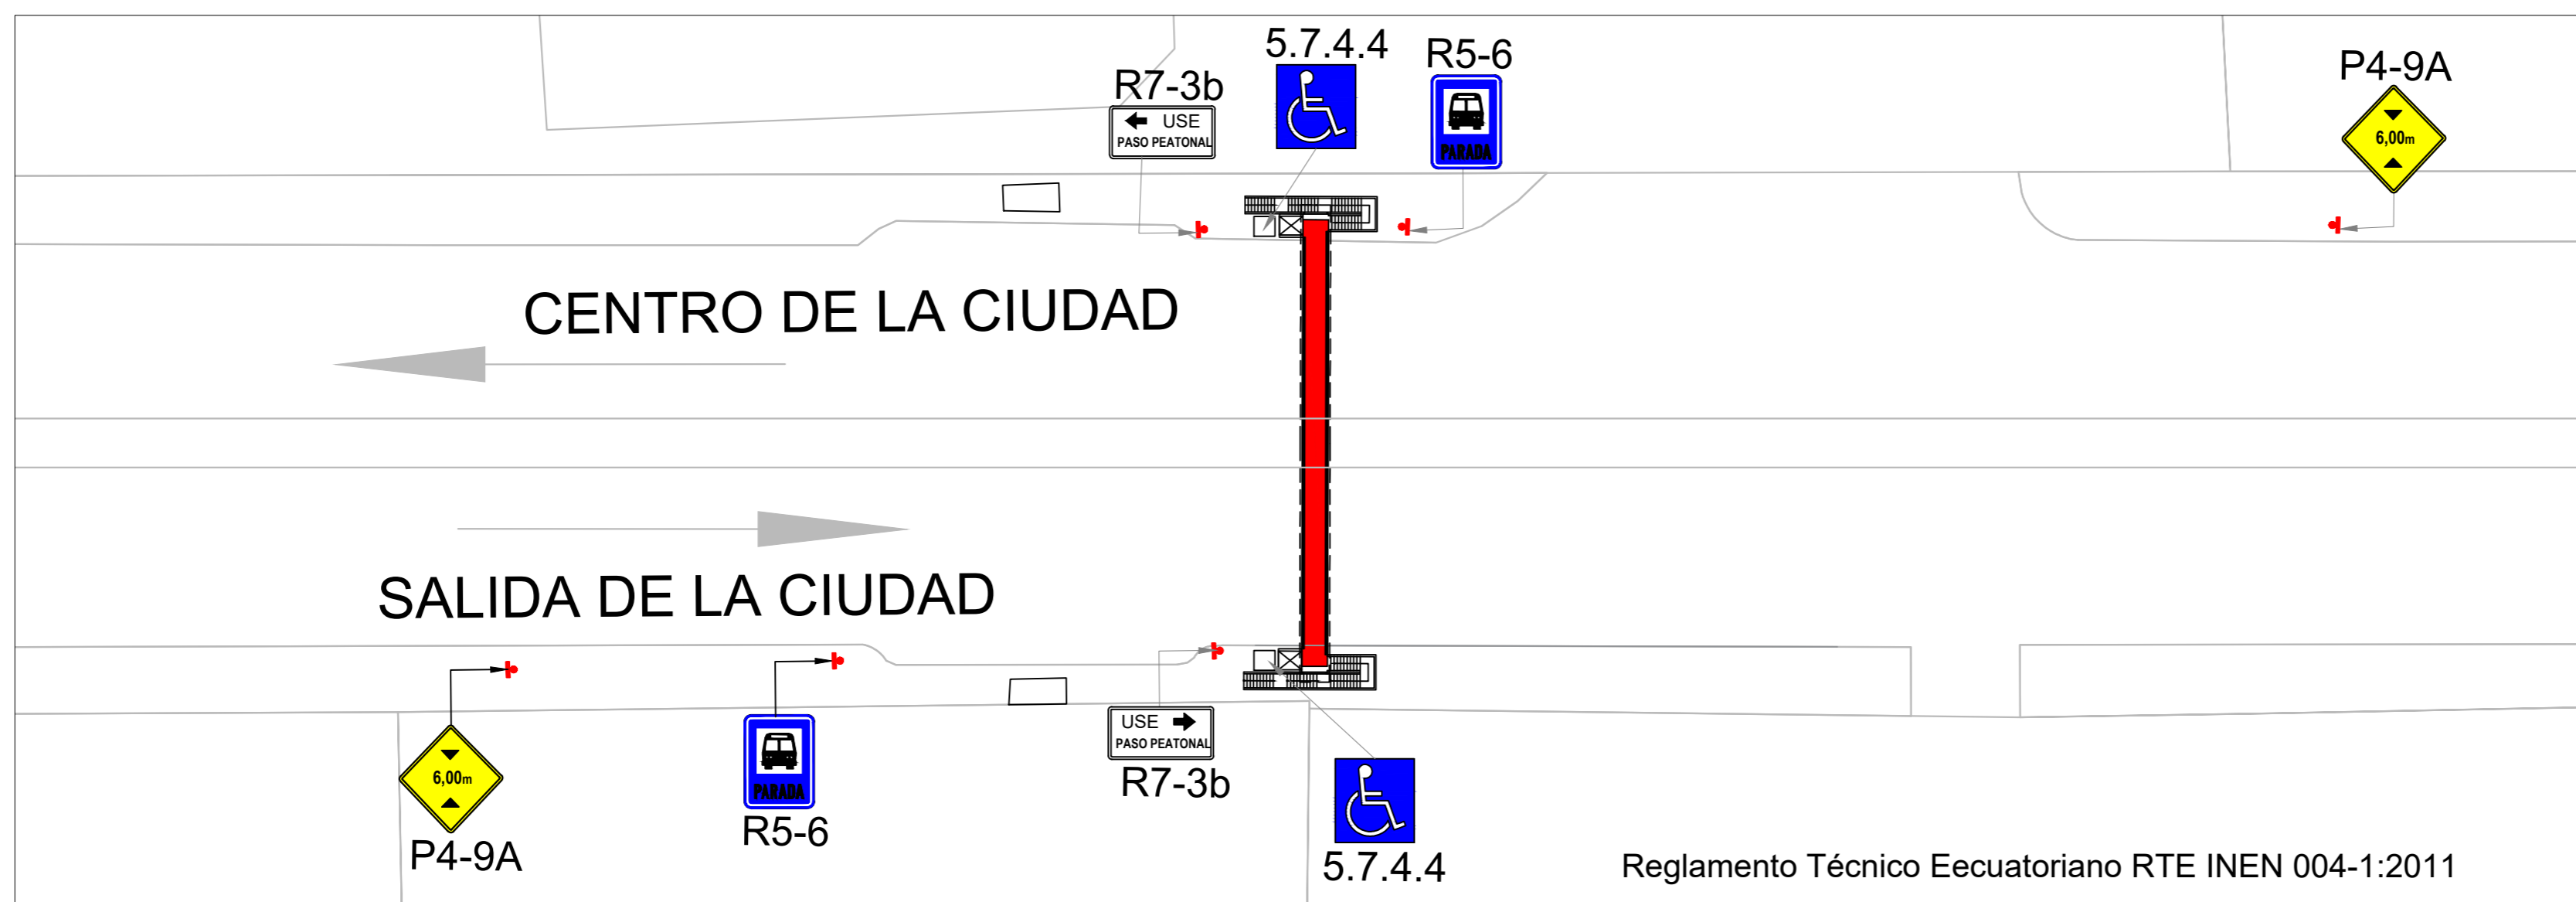 5.7.4.4
R5-6
P4-9A
R7-3b
USE
PASO PEATONAL
PARADA
6,00m
CENTRO DE LA CIUDAD
SALIDA DE LA CIUDAD
6,00m
P4-9A
PARADA
R5-6
USE
PASO PEATONAL
R7-3b
5.7.4.4
Reglamento Técnico Eecuatoriano RTE INEN 004-1:2011